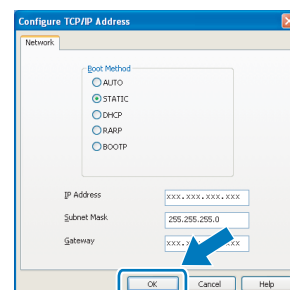 Configure TCP/IP Address
Network
Boot Method
AUTO
STATIC
DHCP
RARP
BOOTP
IP Address xxx.xxx.xxx.xxx
Subnet Mask 255.255.255.0
Gateway
OK Cancel Help